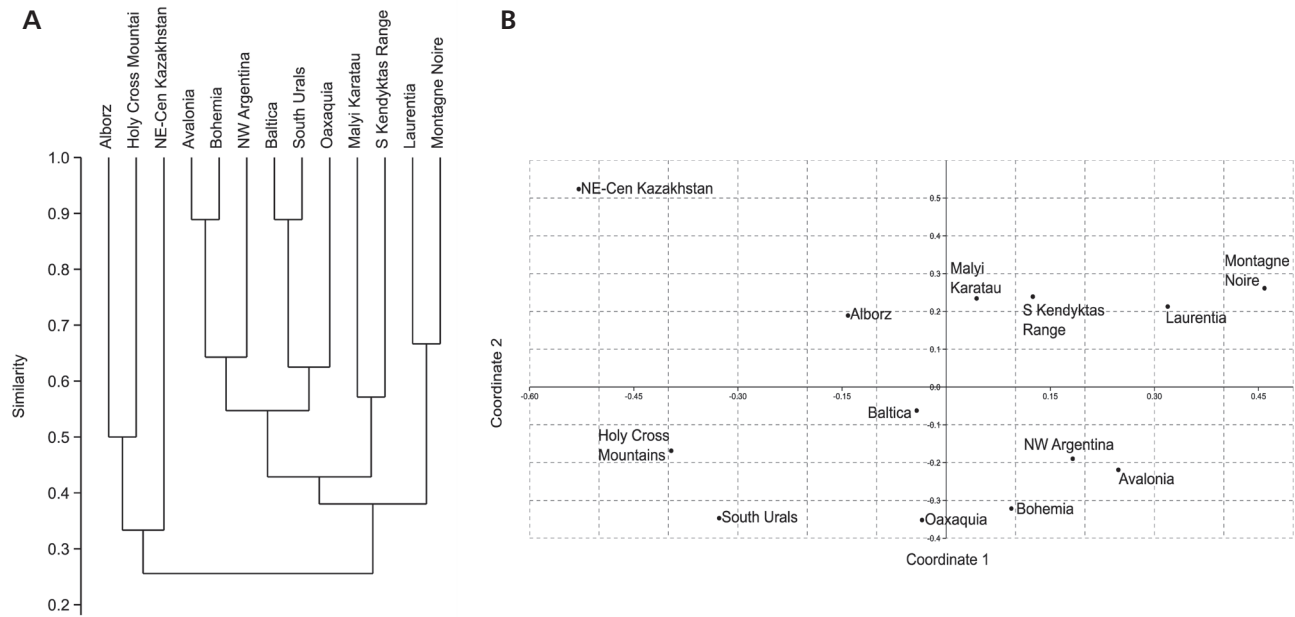 A
Alborz
Holy Cross Mountai
NE-Cen Kazakhstan
Avalonia
Bohemia
NW Argentina
Baltica
South Urals
Oaxaquia
Malyi Karatau
S Kendyktas Range
Laurentia
Montagne Noire
1.0
0.9
0.8
0.7
0.6
0.5
0.4
0.3
0.2
Similarity
B
NE-Cen Kazakhstan
Malyi
Karatau
Montagne
Noire
S Kendyktas
Range
Laurentia
Alborz
Baltica
Holy Cross
Mountains
NW Argentina
Avalonia
South Urals
Oaxaquia
Bohemia
0.5
0.4
0.3
0.2
0.1
0.0
-0.1
-0.2
-0.3
-0.4
-0.60
-0.45
-0.30
-0.15
0.15
0.30
0.45
Coordinate 2
Coordinate 1